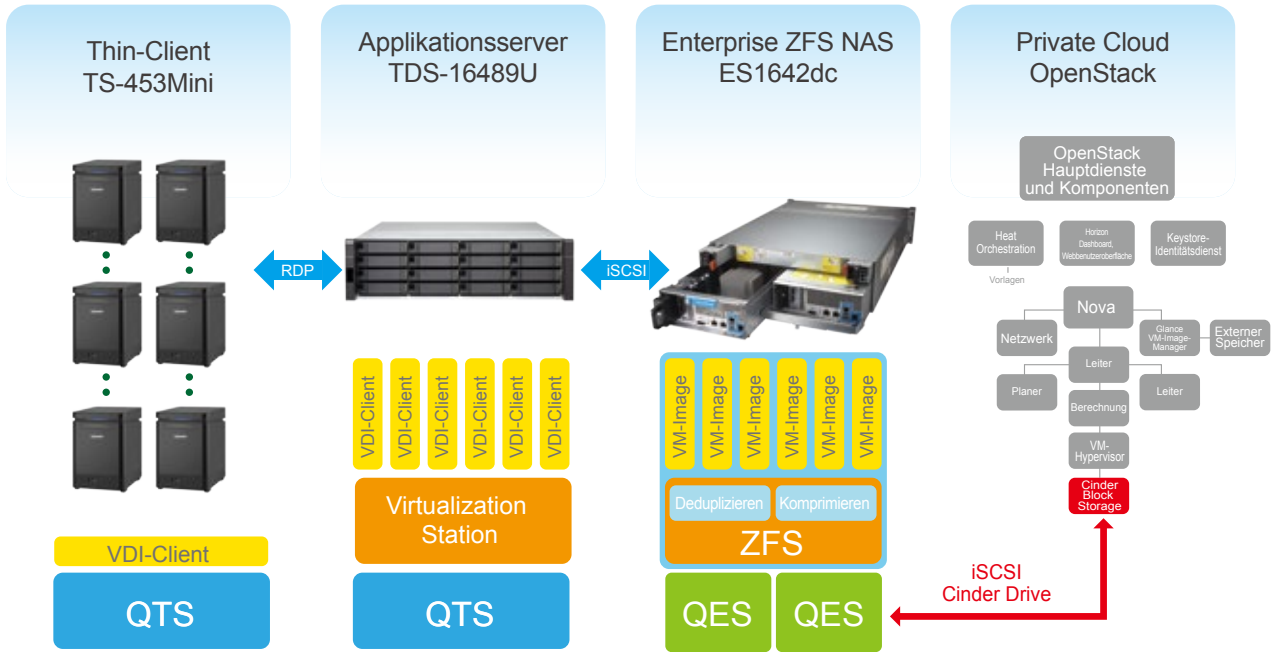 Thin-Client
TS-453Mini
Applikationsserver
TDS-16489U
Enterprise ZFS NAS
ES1642dc
Private Cloud
OpenStack
RDP
iSCSI
VDI-Client
QTS
VDI-Client
VDI-Client
VDI-Client
VDI-Client
VDI-Client
VDI-Client
Virtualization
Station
QTS
VM-Image
VM-Image
VM-Image
VM-Image
VM-Image
VM-Image
Deduplizieren
Komprimieren
ZFS
QES
QES
OpenStack
Hauptdienste
und Komponenten
Heat
Orchestration
Vorlagen
Horizon
Dashboard,
Webbenutzeroberfläche
Keystore-
Identitätsdienst
Nova
Netzwerk
Glance
VM-Image-
Manager
Externer
Speicher
Leiter
Planer
Leiter
Berechnung
VM-
Hypervisor
Cinder
Block
Storage
iSCSI
Cinder Drive